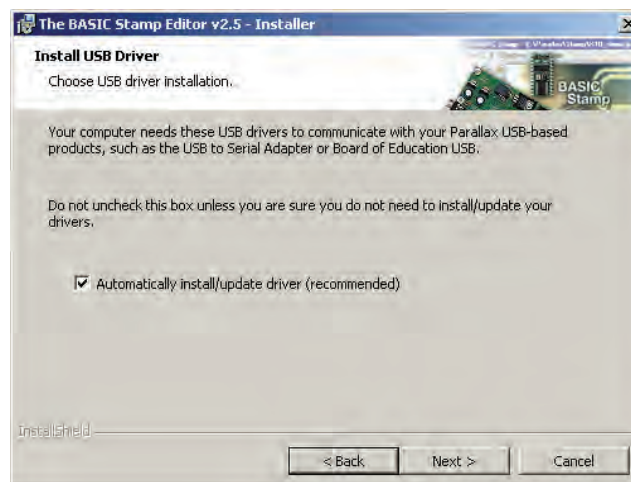 The BASIC Stamp Editor v2.5 - Installer
Install USB Driver
Choose USB driver installation.
BASIC
Stamp
Your computer needs these USB drivers to communicate with your Parallax USB-based
products, such as the USB to Serial Adapter or Board of Education USB.
Do not uncheck this box unless you are sure you do not need to install/update your
drivers.
Automatically install/update driver (recommended)
InstallShield
< Back
Next >
Cancel